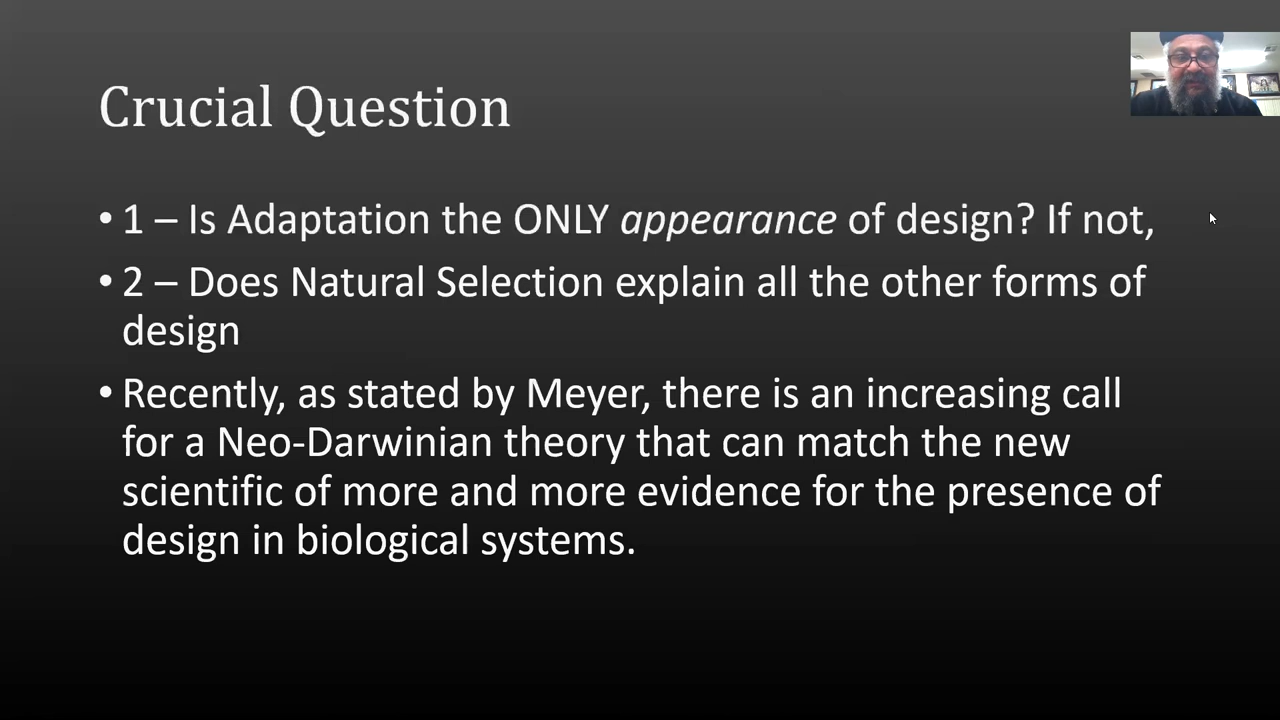 Crucial Question
• 1 – Is Adaptation the ONLY appearance of design? If not,
• 2 – Does Natural Selection explain all the other forms of
design
• Recently, as stated by Meyer, there is an increasing call
for a Neo-Darwinian theory that can match the new
scientific of more and more evidence for the presence of
design in biological systems.